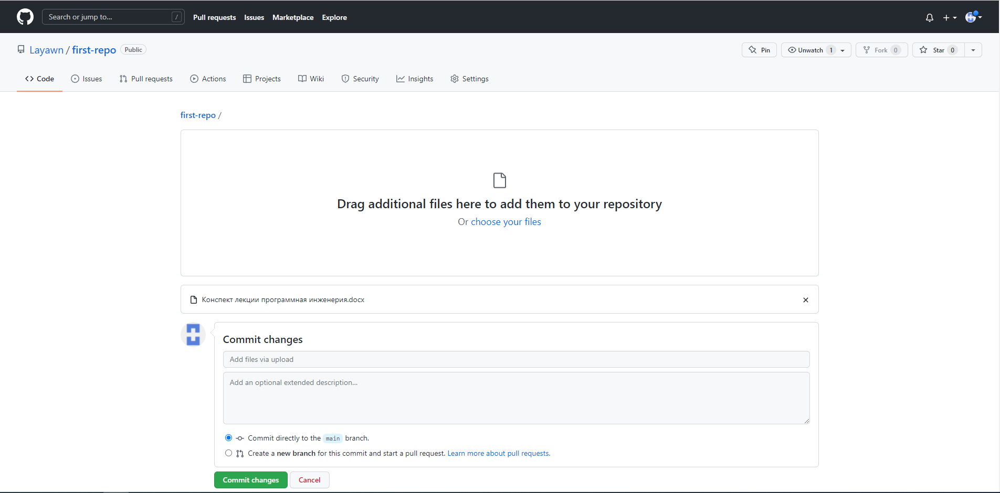 Search or jump to... / Pull requests Issues Marketplace Explore
Layawn / first-repo Public Pin Unwatch 1 Fork 0 Star 0
Code Issues Pull requests Actions Projects Wiki Security Insights Settings
first-repo /
Drag additional files here to add them to your repository
Or choose your files
Конспект лекции программная инженерия.docx
Commit changes
Add files via upload
Add an optional extended description...
Commit directly to the main branch.
Create a new branch for this commit and start a pull request. Learn more about pull requests.
Commit changes Cancel